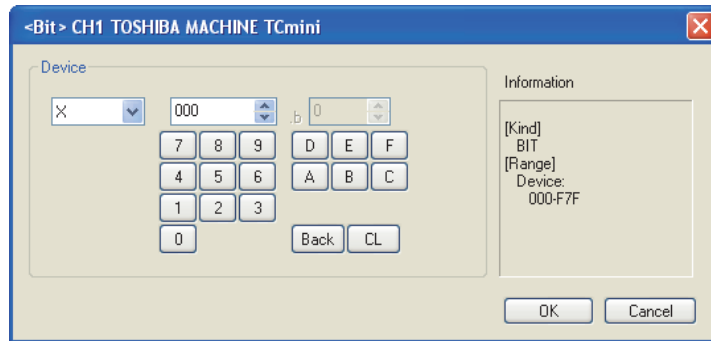 <Bit> CH1 TOSHIBA MACHINE TCmini
Device
X 000 .b 0
7 8 9 D E F
4 5 6 A B C
1 2 3
0 Back CL
Information
[Kind]
BIT
[Range]
Device:
000-F7F
OK Cancel